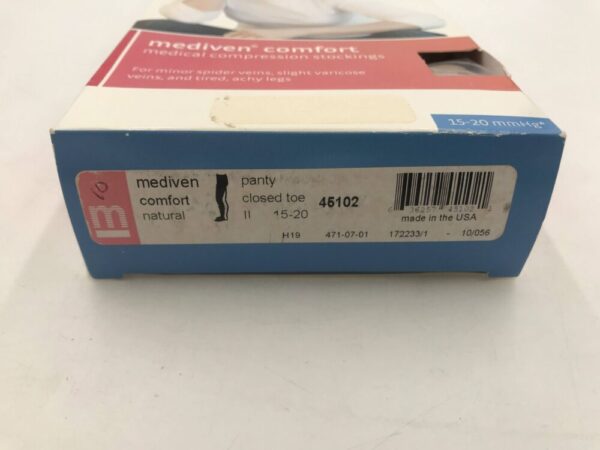 mediven® comfort
medical compression stockings
For minor spider veins, slight varicose
veins, and tired, achy legs
15-20 mmHg*
10
m
mediven
comfort
natural
panty
closed toe
II 15-20
45102
made in the USA
H19 471-07-01 172233/1 - 10/056